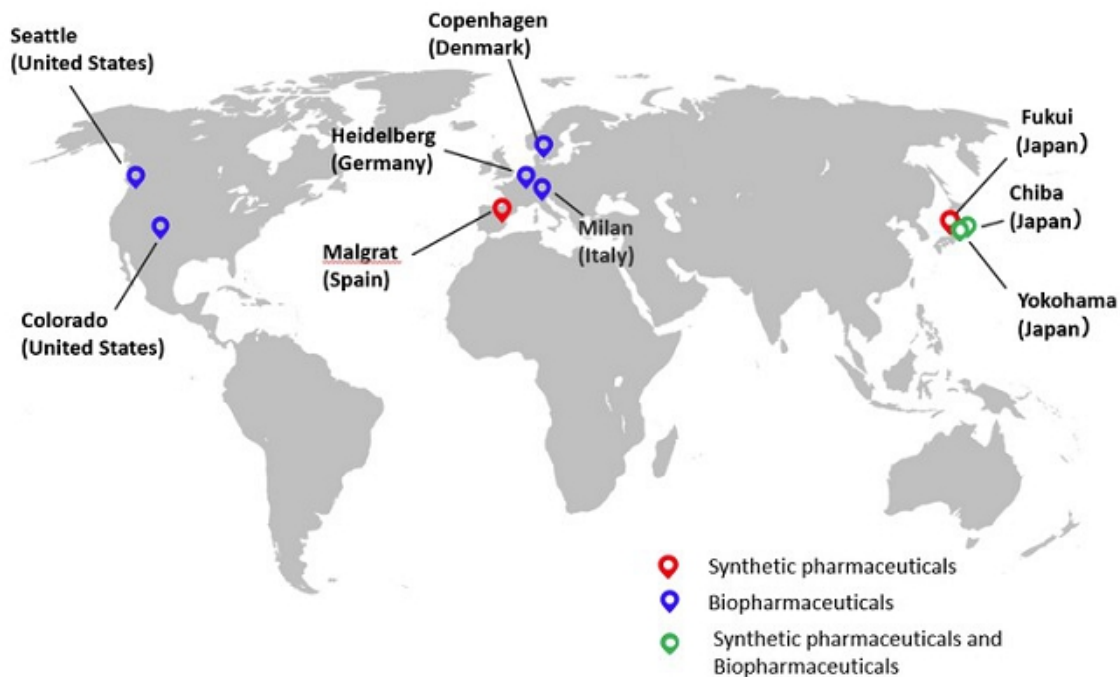 Seattle
(United States)
Copenhagen
(Denmark)
Heidelberg
(Germany)
Fukui
(Japan）
Chiba
(Japan）
Malgrat
(Spain)
Milan
(Italy)
Colorado
(United States)
Yokohama
(Japan）
Synthetic pharmaceuticals
Biopharmaceuticals
Synthetic pharmaceuticals and
Biopharmaceuticals